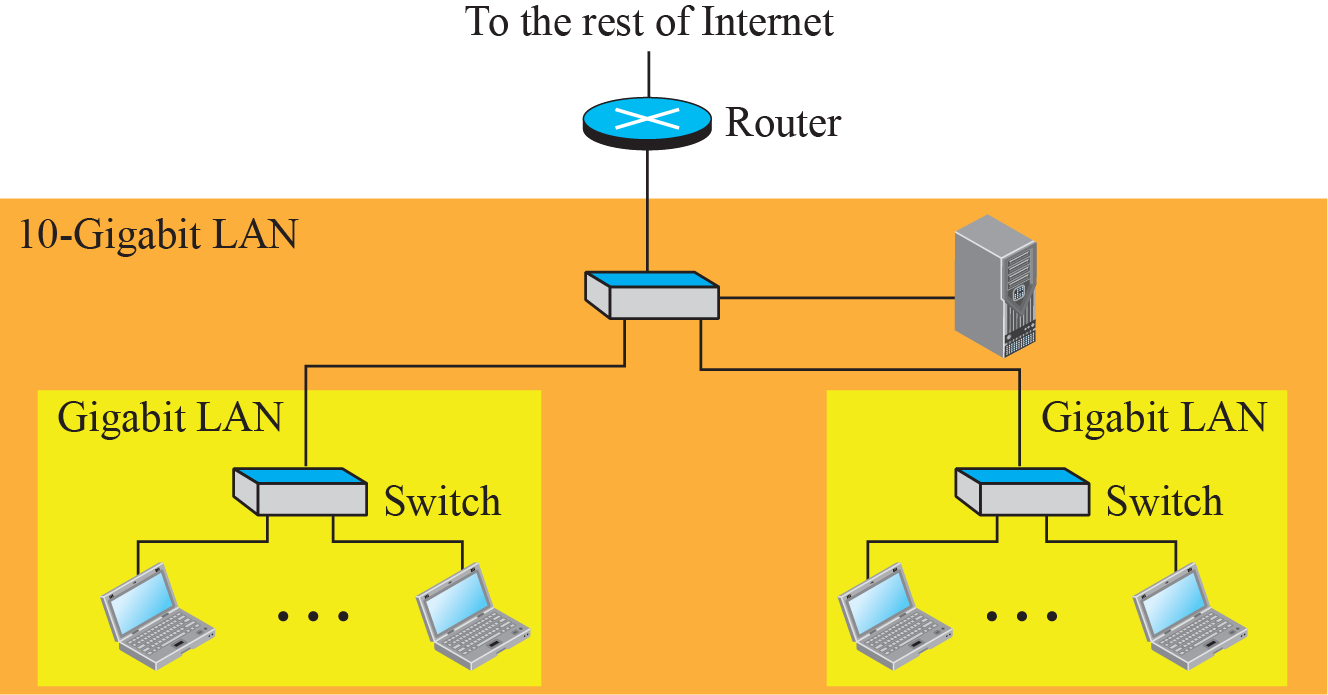 To the rest of Internet
Router
10-Gigabit LAN
Gigabit LAN
Gigabit LAN
Switch
Switch